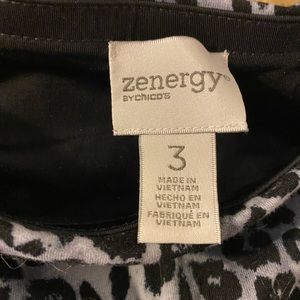 zenergy®
BY chico's
3
MADE IN
VIETNAM
HECHO EN
VIETNAM
FABRIQUÉ EN
VIETNAM